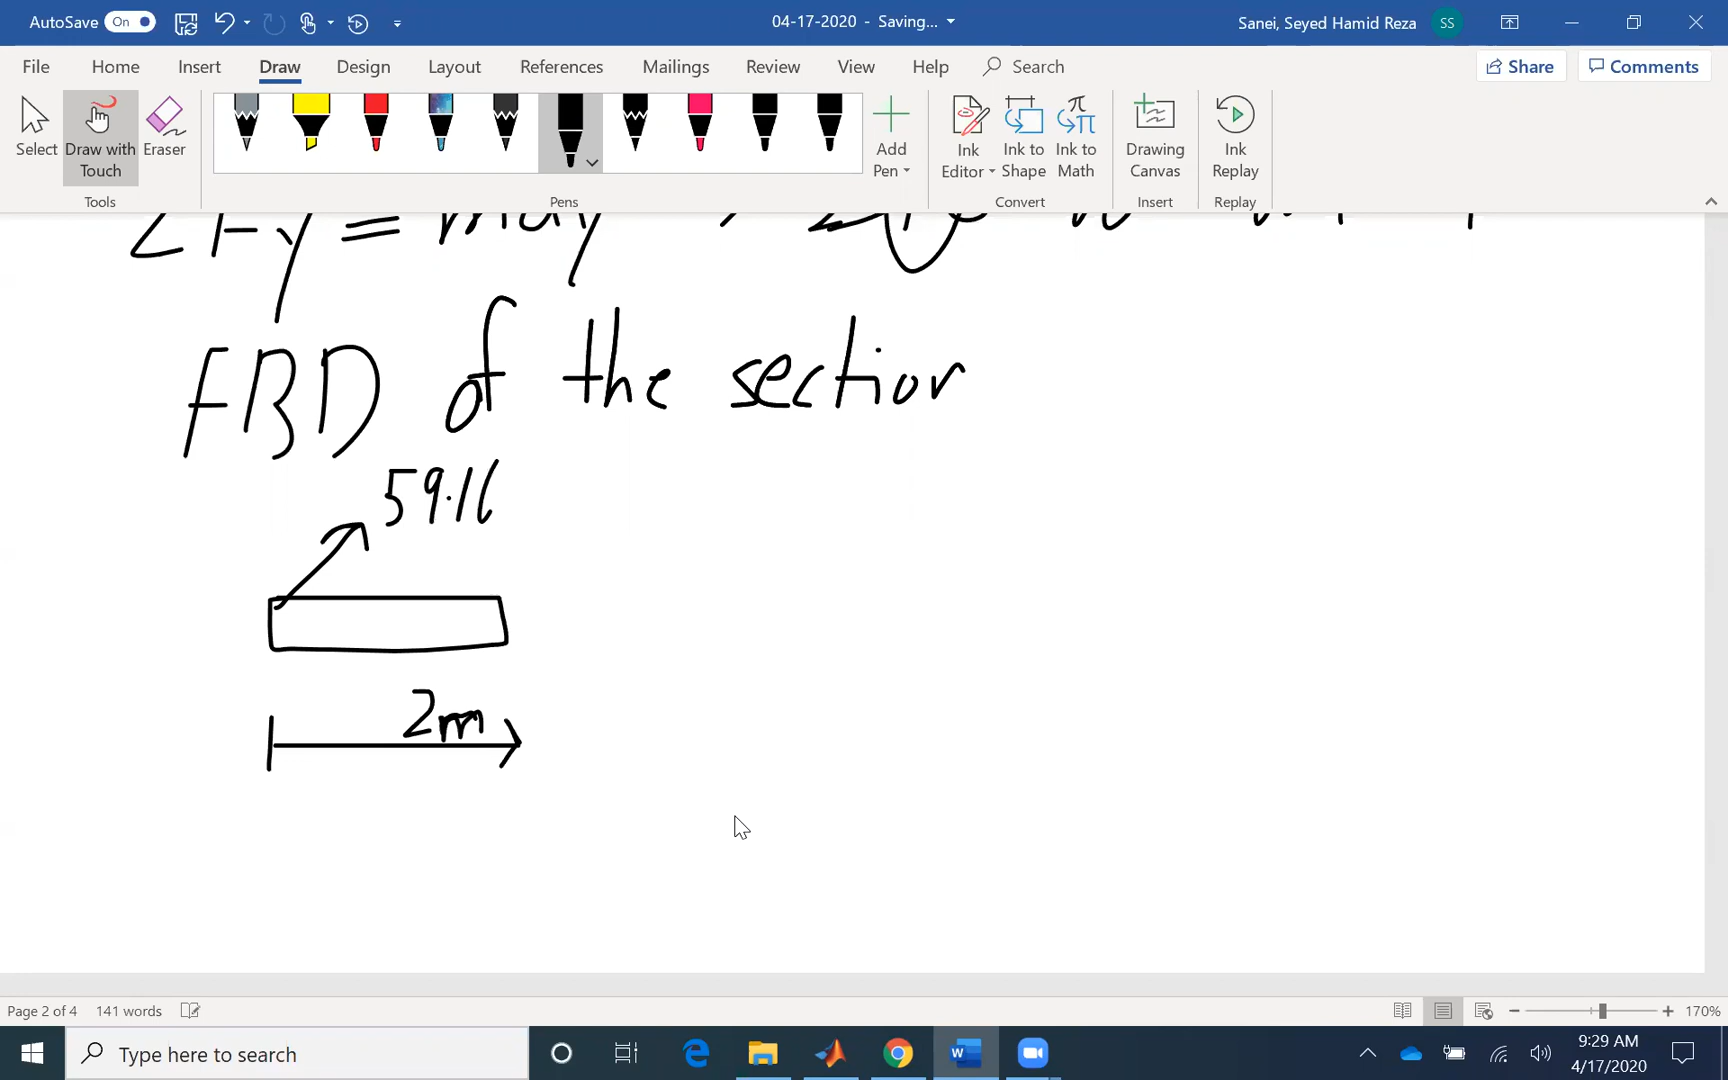 AutoSave On 04-17-2020 - Saving... Sanei, Seyed Hamid Reza SS
File Home Insert Draw Design Layout References Mailings Review View Help Search Share Comments
Select Draw with Touch Eraser Add Pen Ink Editor Ink to Shape Ink to Math Drawing Canvas Ink Replay
Tools Pens Convert Insert Replay
ΣFy = may
FBD of the section
59.16
2m
Page 2 of 4 141 words 170%
Type here to search 9:29 AM
4/17/2020